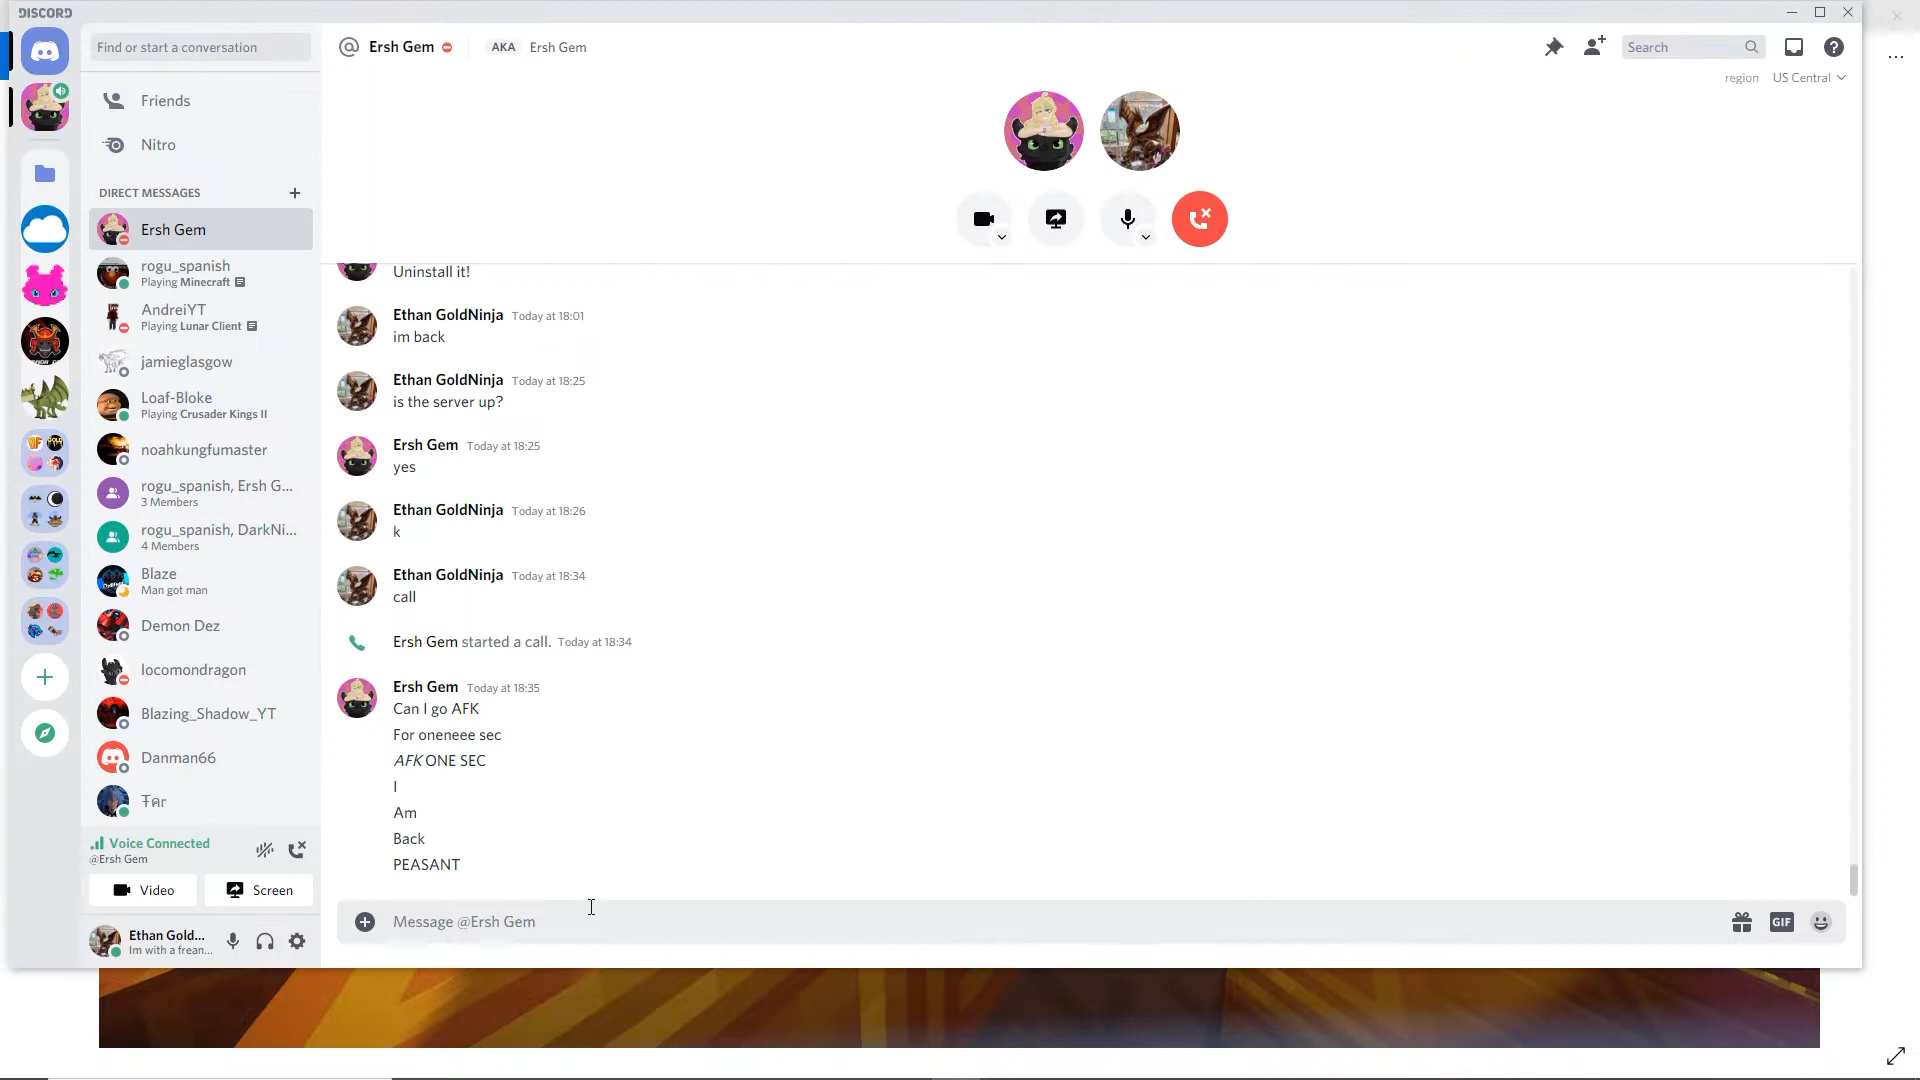 DISCORD
Find or start a conversation
Friends
Nitro
DIRECT MESSAGES
Ersh Gem
rogu_spanish
Playing Minecraft
AndreiYT
Playing Lunar Client
jamieglasgow
Loaf-Bloke
Playing Crusader Kings II
noahkungfumaster
rogu_spanish, Ersh G...
3 Members
rogu_spanish, DarkNi...
4 Members
Blaze
Man got man
Demon Dez
locomondragon
Blazing_Shadow_YT
Danman66
Voice Connected
@Ersh Gem
Video
Screen
Ethan Gold...
Im with a frean...
Ersh Gem
AKA Ersh Gem
Search
region US Central
Uninstall it!
Ethan GoldNinja Today at 18:01
im back
Ethan GoldNinja Today at 18:25
is the server up?
Ersh Gem Today at 18:25
yes
Ethan GoldNinja Today at 18:26
k
Ethan GoldNinja Today at 18:34
call
Ersh Gem started a call. Today at 18:34
Ersh Gem Today at 18:35
Can I go AFK
For oneneee sec
AFK ONE SEC
I
Am
Back
PEASANT
Message @Ersh Gem
GIF